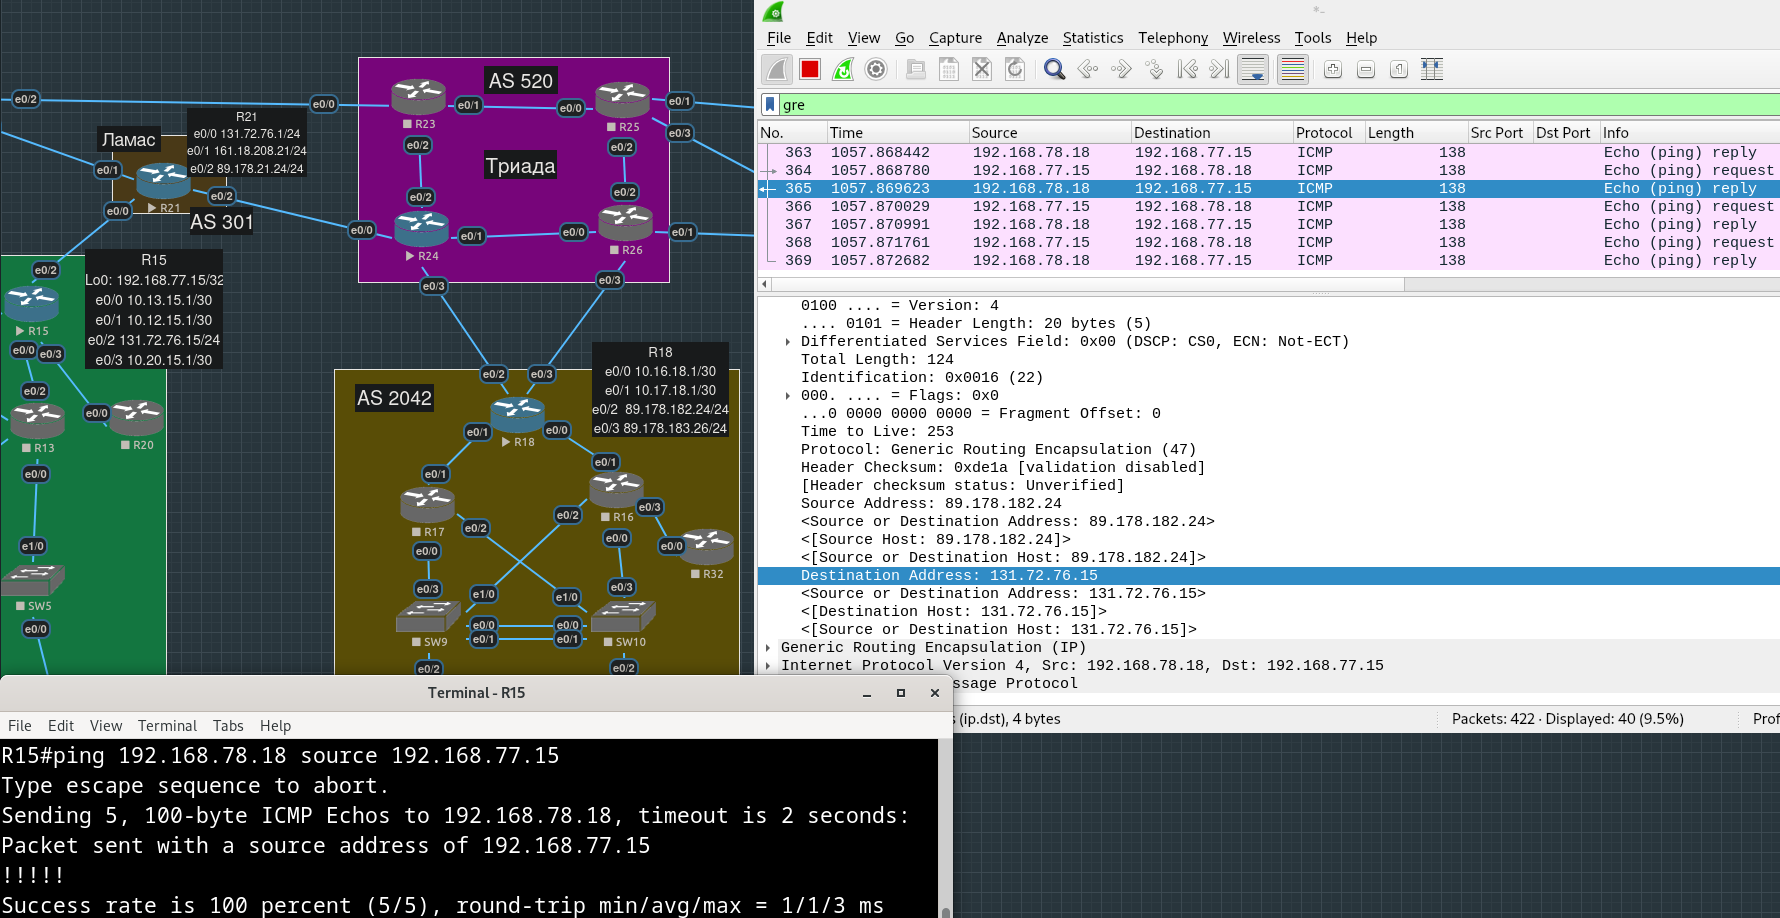 AS 520
e0/2
e0/0
R23
e0/1
e0/0
R25
e0/1
e0/3
R21
e0/0 131.72.76.1/24
e0/1 161.18.208.21/24
e0/2 89.178.21.24/24
Ламас
e0/1
R21
e0/2
e0/0
AS 301
e0/2
e0/2
Триада
e0/2
e0/2
e0/0
R24
e0/1
e0/0
R26
e0/1
e0/3
e0/3
e0/2
R15
R15
Lo0: 192.168.77.15/32
e0/0 10.13.15.1/30
e0/1 10.12.15.1/30
e0/2 131.72.76.15/24
e0/3 10.20.15.1/30
e0/0
e0/3
e0/2
e0/0
R13
R20
e0/0
e1/0
SW5
e0/0
AS 2042
e0/2
e0/3
R18
e0/0 10.16.18.1/30
e0/1 10.17.18.1/30
e0/2 89.178.182.24/24
e0/3 89.178.183.26/24
R18
e0/1
e0/0
e0/1
e0/1
R17
e0/2
e0/2
R16
e0/3
e0/0
e0/0
e0/0
R32
e0/3
e1/0
e1/0
e0/3
e0/0
e0/0
e0/1
e0/1
SW9
SW10
e0/2
e0/2
File Edit View Go Capture Analyze Statistics Telephony Wireless Tools Help
gre
No. Time Source Destination Protocol Length Src Port Dst Port Info
363 1057.868442 192.168.78.18 192.168.77.15 ICMP 138 Echo (ping) reply
364 1057.868780 192.168.77.15 192.168.78.18 ICMP 138 Echo (ping) request
365 1057.869623 192.168.78.18 192.168.77.15 ICMP 138 Echo (ping) reply
366 1057.870029 192.168.77.15 192.168.78.18 ICMP 138 Echo (ping) request
367 1057.870991 192.168.78.18 192.168.77.15 ICMP 138 Echo (ping) reply
368 1057.871761 192.168.77.15 192.168.78.18 ICMP 138 Echo (ping) request
369 1057.872682 192.168.78.18 192.168.77.15 ICMP 138 Echo (ping) reply
0100 .... = Version: 4
.... 0101 = Header Length: 20 bytes (5)
Differentiated Services Field: 0x00 (DSCP: CS0, ECN: Not-ECT)
Total Length: 124
Identification: 0x0016 (22)
000. .... = Flags: 0x0
...0 0000 0000 0000 = Fragment Offset: 0
Time to Live: 253
Protocol: Generic Routing Encapsulation (47)
Header Checksum: 0xde1a [validation disabled]
[Header checksum status: Unverified]
Source Address: 89.178.182.24
<Source or Destination Address: 89.178.182.24>
<[Source Host: 89.178.182.24]>
<[Source or Destination Host: 89.178.182.24]>
Destination Address: 131.72.76.15
<Source or Destination Address: 131.72.76.15>
<[Destination Host: 131.72.76.15]>
<[Source or Destination Host: 131.72.76.15]>
Generic Routing Encapsulation (IP)
Internet Protocol Version 4, Src: 192.168.78.18, Dst: 192.168.77.15
ssage Protocol
s (ip.dst), 4 bytes
Packets: 422 · Displayed: 40 (9.5%)
Prof
Terminal - R15
File Edit View Terminal Tabs Help
R15#ping 192.168.78.18 source 192.168.77.15
Type escape sequence to abort.
Sending 5, 100-byte ICMP Echos to 192.168.78.18, timeout is 2 seconds:
Packet sent with a source address of 192.168.77.15
!!!!!
Success rate is 100 percent (5/5), round-trip min/avg/max = 1/1/3 ms